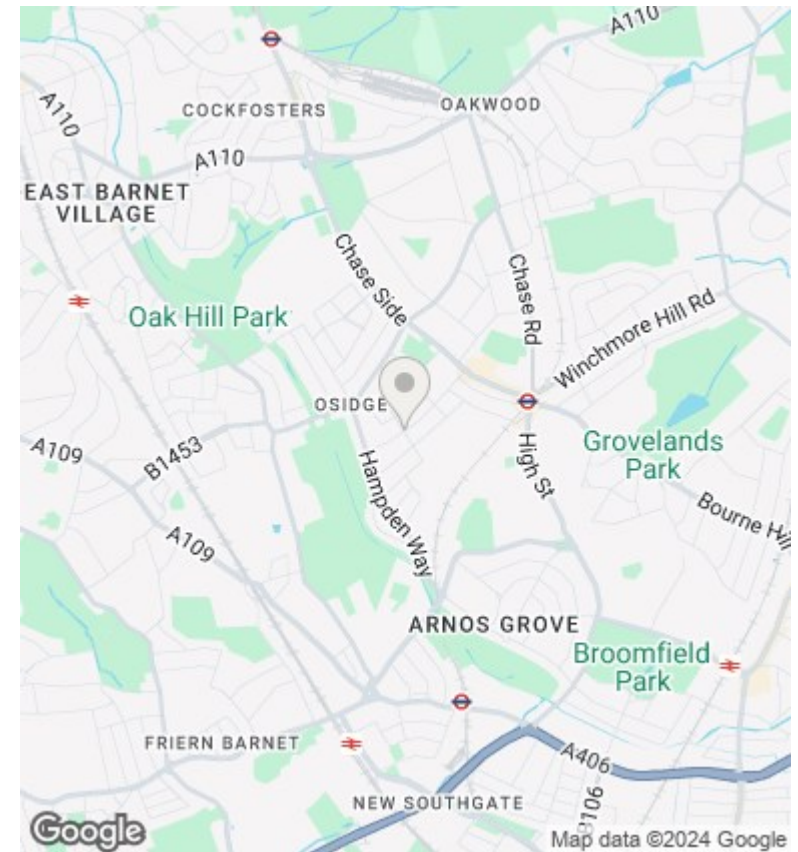 A110
COCKFOSTERS
OAKWOOD
A110
A110
EAST BARNET
VILLAGE
Chase Side
Chase Rd
Winchmore Hill Rd
Oak Hill Park
OSIDGE
B1453
A109
Hampden Way
High St
Grovelands
Park
Bourne Hill
A109
ARNOS GROVE
Broomfield
Park
FRIERN BARNET
A406
NEW SOUTHGATE
B106
Google
Map data ©2024 Google